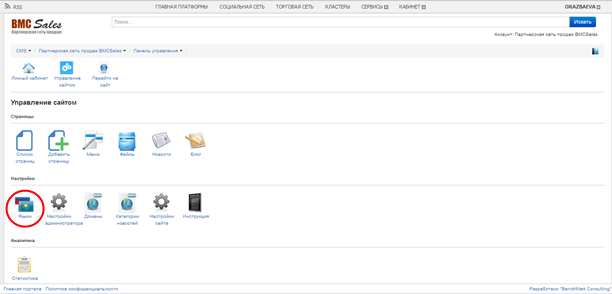 RSS
ГЛАВНАЯ ПЛАТФОРМЫ СОЦИАЛЬНАЯ СЕТЬ ТОРГОВАЯ СЕТЬ КЛАСТЕРЫ СЕРВИСЫ КАБИНЕТ
ORAZBAEVA
BMC Sales
Партнерская сеть продаж
Поиск...
Искать
Аккаунт: Партнерская сеть продаж BMCSales
CMS Партнерская сеть продаж BMCSales Панель управления
Личный кабинет
Управление сайтом
Перейти на сайт
Управление сайтом
Страницы
Список страниц
Добавить страницу
Меню
Файлы
Новости
Блог
Настройки
Языки
Настройки администратора
Домены
Категории новостей
Настройки сайта
Инструкция
Аналитика
Статистика
Главная портала Политика конфиденциальности
Разработано "BenchMark Consulting"